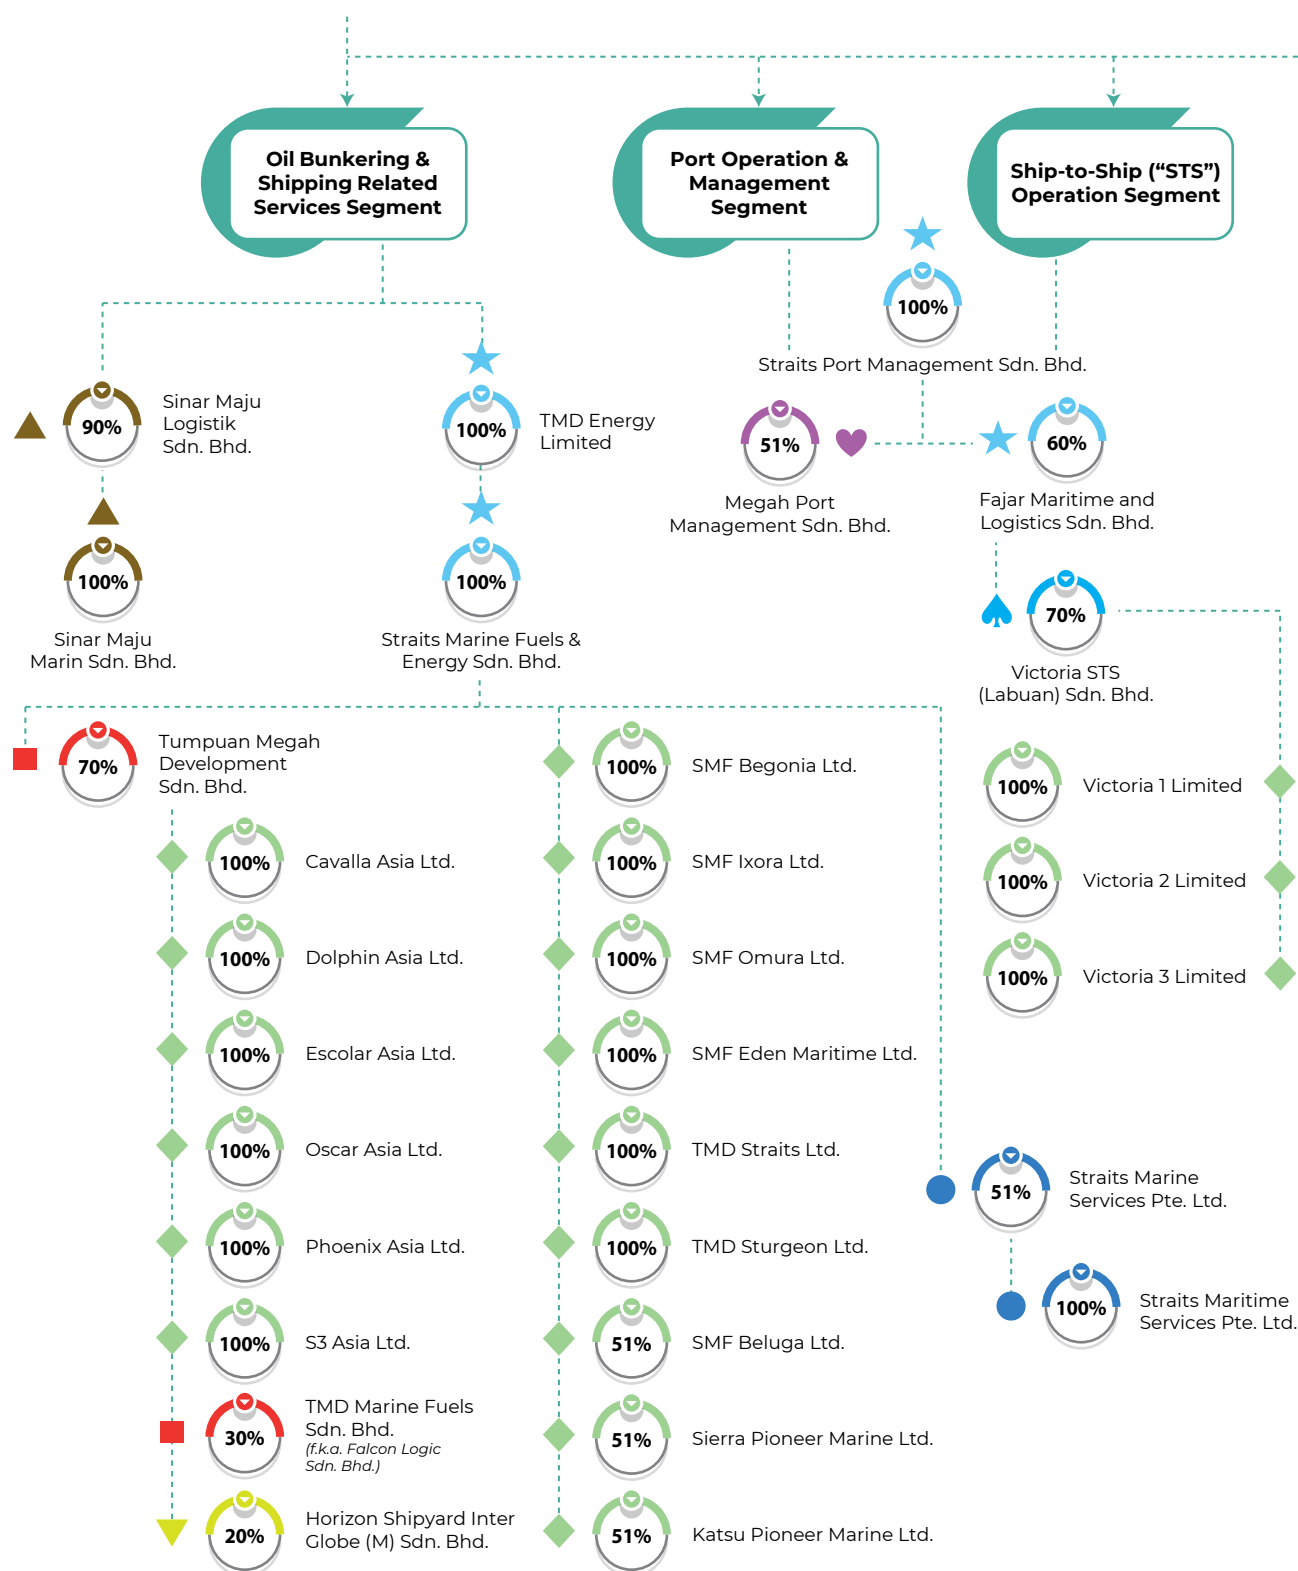 Oil Bunkering &
Shipping Related
Services Segment
Port Operation &
Management
Segment
Ship-to-Ship (“STS”)
Operation Segment
100%
Straits Port Management Sdn. Bhd.
90%
Sinar Maju
Logistik
Sdn. Bhd.
100%
TMD Energy
Limited
51%
Megah Port
Management Sdn. Bhd.
60%
Fajar Maritime and
Logistics Sdn. Bhd.
100%
Sinar Maju
Marin Sdn. Bhd.
100%
Straits Marine Fuels &
Energy Sdn. Bhd.
70%
Victoria STS
(Labuan) Sdn. Bhd.
70%
Tumpuan Megah
Development
Sdn. Bhd.
100%
Cavalla Asia Ltd.
100%
Dolphin Asia Ltd.
100%
Escolar Asia Ltd.
100%
Oscar Asia Ltd.
100%
Phoenix Asia Ltd.
100%
S3 Asia Ltd.
30%
TMD Marine Fuels
Sdn. Bhd.
(f.k.a. Falcon Logic
Sdn. Bhd.)
20%
Horizon Shipyard Inter
Globe (M) Sdn. Bhd.
100%
SMF Begonia Ltd.
100%
SMF Ixora Ltd.
100%
SMF Omura Ltd.
100%
SMF Eden Maritime Ltd.
100%
TMD Straits Ltd.
100%
TMD Sturgeon Ltd.
51%
SMF Beluga Ltd.
51%
Sierra Pioneer Marine Ltd.
51%
Katsu Pioneer Marine Ltd.
100%
Victoria 1 Limited
100%
Victoria 2 Limited
100%
Victoria 3 Limited
51%
Straits Marine
Services Pte. Ltd.
100%
Straits Maritime
Services Pte. Ltd.